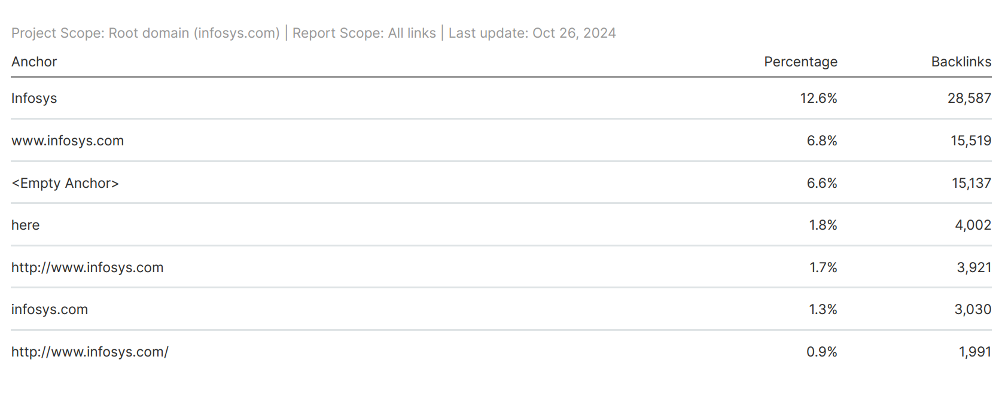 Project Scope: Root domain (infosys.com) | Report Scope: All links | Last update: Oct 26, 2024
Anchor Percentage Backlinks
Infosys 12.6% 28,587
www.infosys.com 6.8% 15,519
<Empty Anchor> 6.6% 15,137
here 1.8% 4,002
http://www.infosys.com 1.7% 3,921
infosys.com 1.3% 3,030
http://www.infosys.com/ 0.9% 1,991